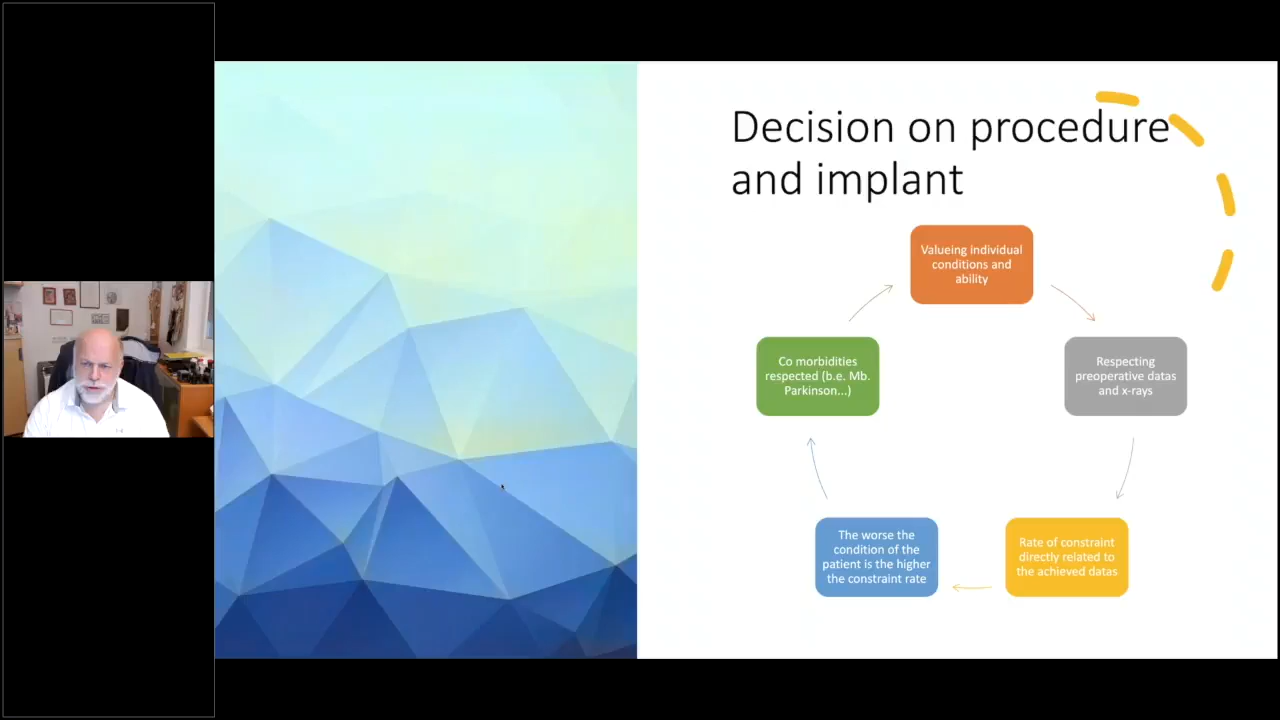 Decision on procedure
and implant
Valueing individual
conditions and
ability
Respecting
preoperative datas
and x-rays
Rate of constraint
directly related to
the achieved datas
The worse the
condition of the
patient is the higher
the constraint rate
Co morbidities
respected (b.e. Mb.
Parkinson...)